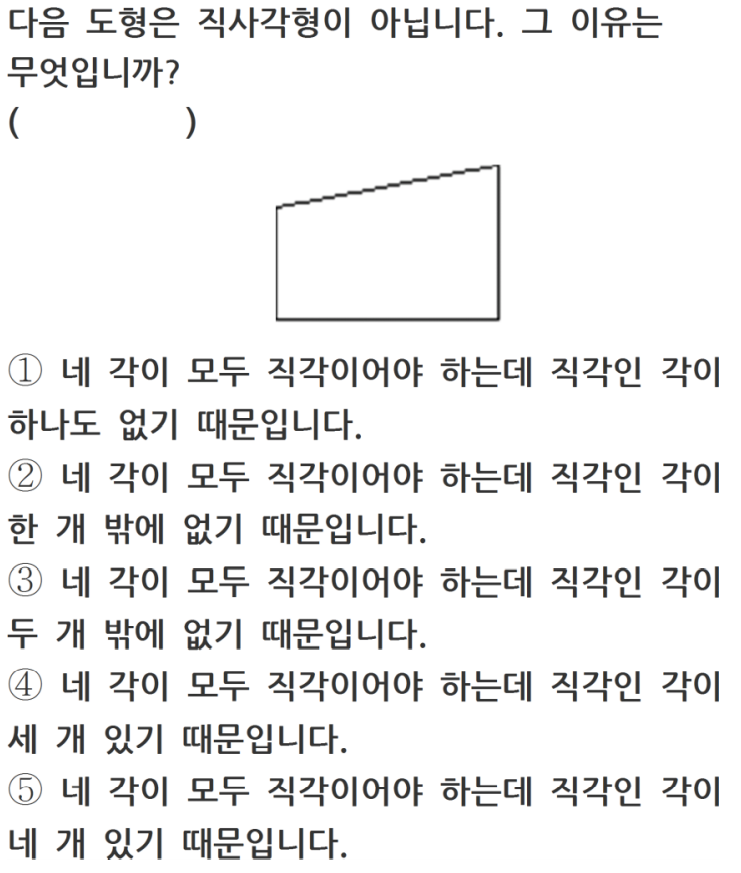 다음 도형은 직사각형이 아닙니다. 그 이유는
무엇입니까?
(          )
① 네 각이 모두 직각이어야 하는데 직각인 각이
하나도 없기 때문입니다.
② 네 각이 모두 직각이어야 하는데 직각인 각이
한 개 밖에 없기 때문입니다.
③ 네 각이 모두 직각이어야 하는데 직각인 각이
두 개 밖에 없기 때문입니다.
④ 네 각이 모두 직각이어야 하는데 직각인 각이
세 개 있기 때문입니다.
⑤ 네 각이 모두 직각이어야 하는데 직각인 각이
네 개 있기 때문입니다.